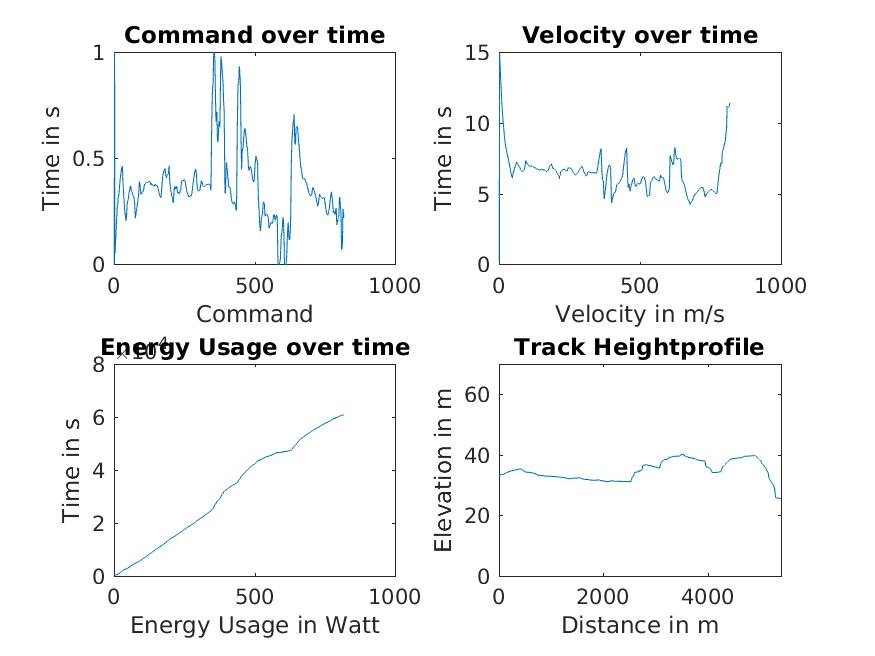 Command over time
1
0.5
0
Time in s
0 500 1000
Command
Velocity over time
15
10
5
0
Time in s
0 500 1000
Velocity in m/s
Energy Usage over time
×10^4
8
6
4
2
0
Time in s
0 500 1000
Energy Usage in Watt
Track Heightprofile
60
40
20
0
Elevation in m
0 2000 4000
Distance in m